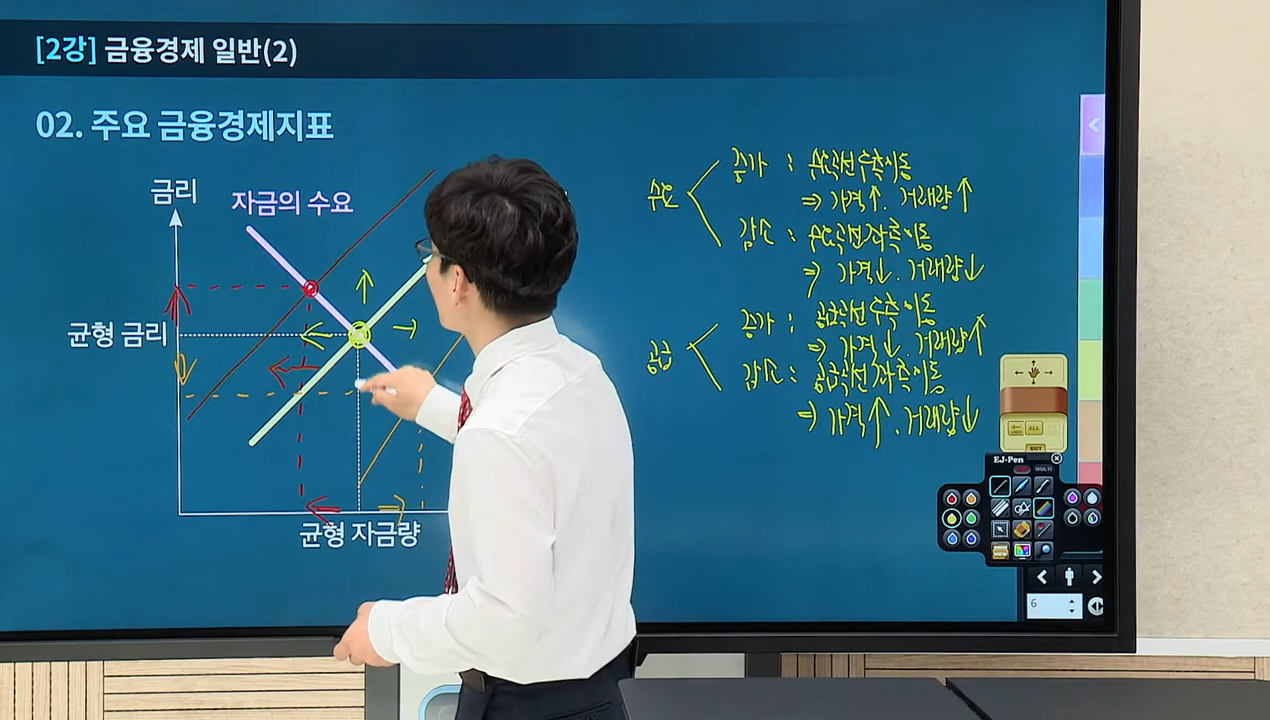 [2강] 금융경제 일반(2)
02. 주요 금융경제지표
금리
자금의 수요
균형 금리
균형 자금량
수요
증가 : 수요곡선 우측이동
⇒ 가격↑. 거래량↑
감소 : 수요곡선 좌측이동
⇒ 가격↓. 거래량↓
공급
증가 : 공급곡선 우측이동
⇒ 가격↓. 거래량↑
감소 : 공급곡선 좌측이동
⇒ 가격↑. 거래량↓
ALL
EXIT
EJ-Pen
MULTI
VIEW
6